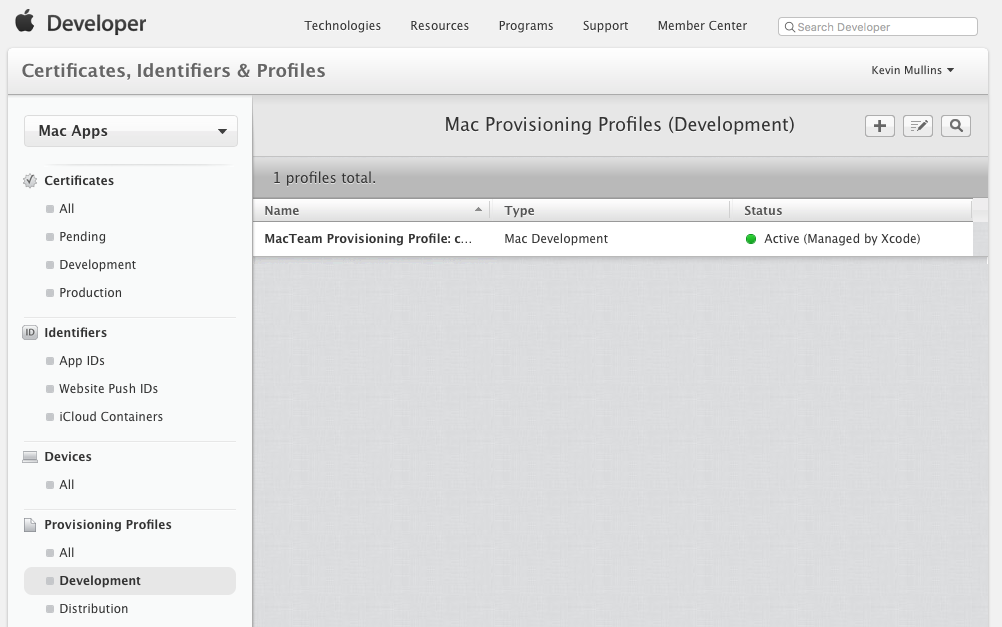 Developer
Technologies Resources Programs Support Member Center Search Developer
Certificates, Identifiers & Profiles
Kevin Mullins
Mac Apps
Certificates
All
Pending
Development
Production
ID Identifiers
App IDs
Website Push IDs
iCloud Containers
Devices
All
Provisioning Profiles
All
Development
Distribution
Mac Provisioning Profiles (Development)
1 profiles total.
Name Type Status
MacTeam Provisioning Profile: c... Mac Development Active (Managed by Xcode)